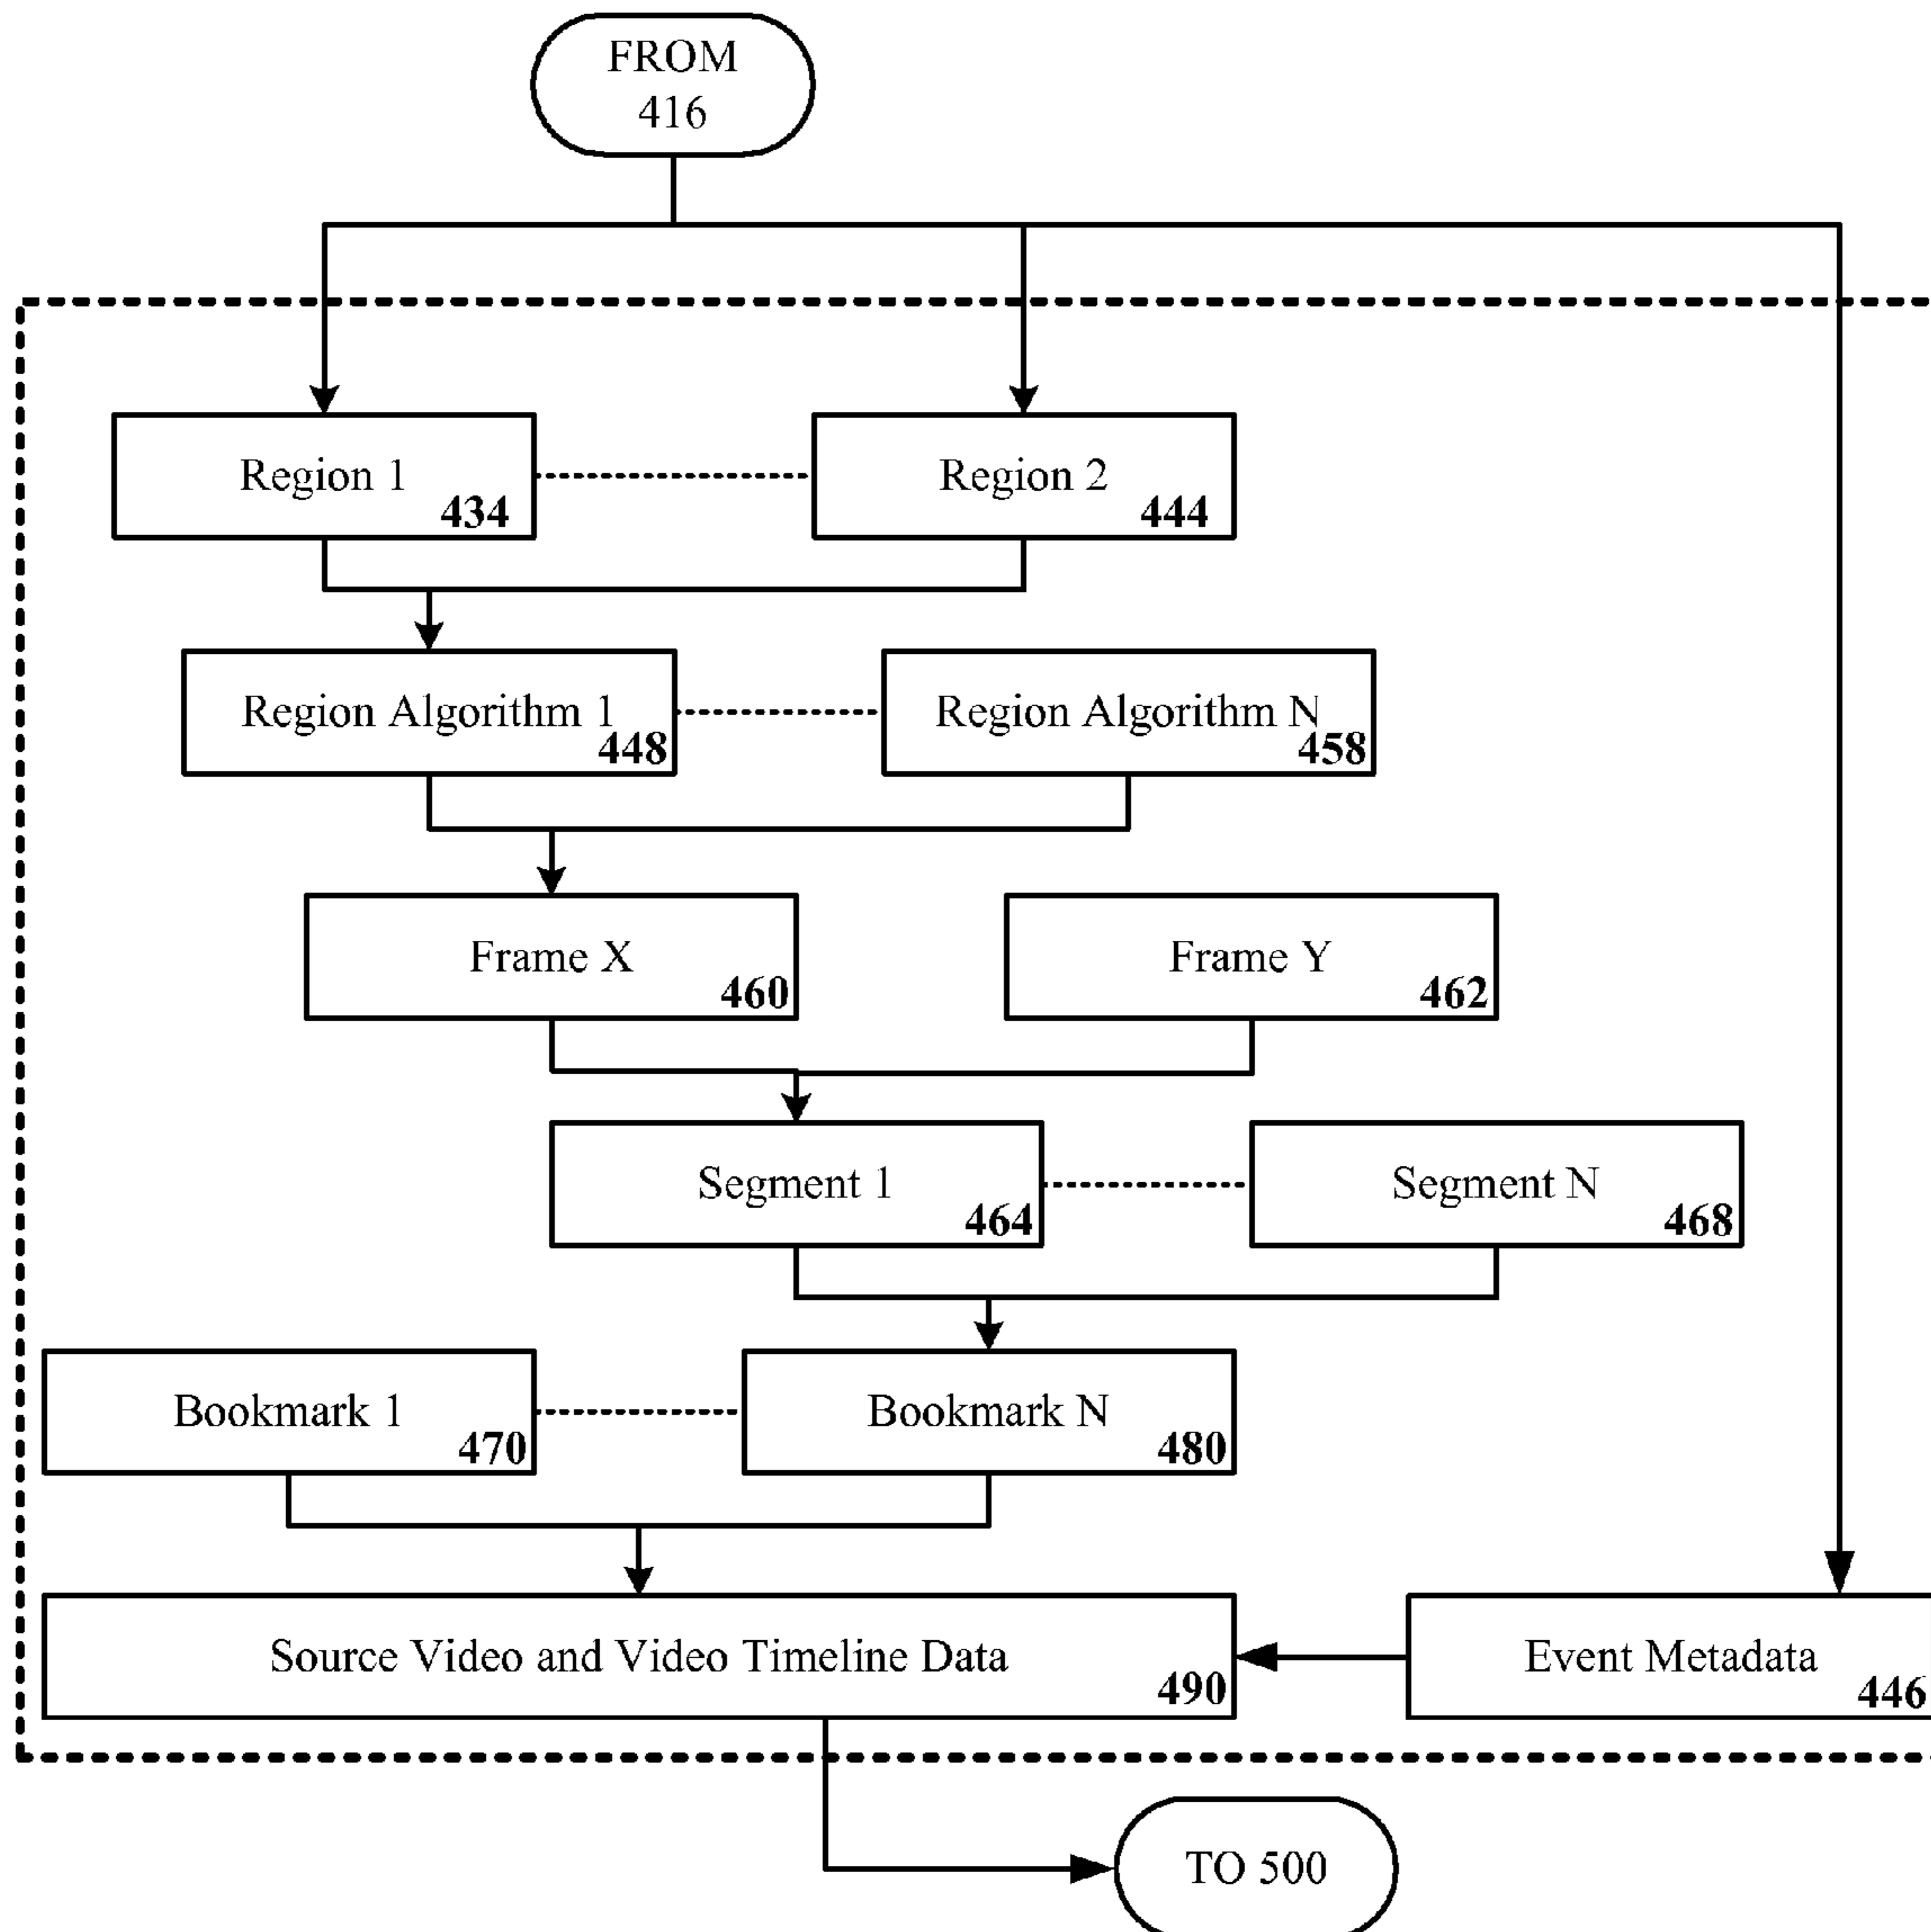 FROM
416
Region 1
434
Region 2
444
Region Algorithm 1
448
Region Algorithm N
458
Frame X
460
Frame Y
462
Segment 1
464
Segment N
468
Bookmark 1
470
Bookmark N
480
Source Video and Video Timeline Data
490
Event Metadata
446
TO 500